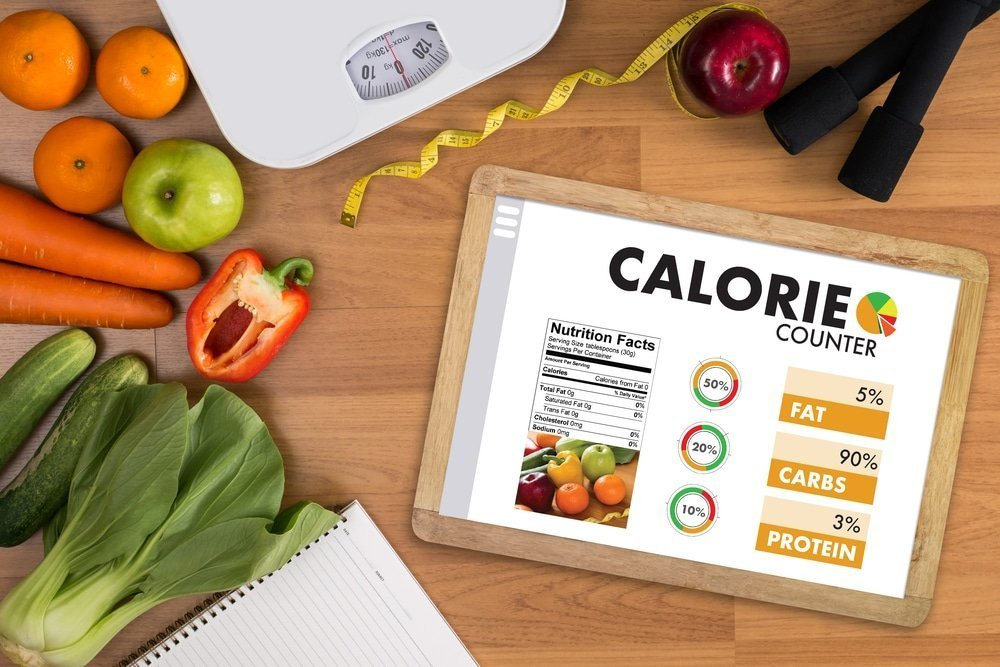 max=130kg
kg
10
0
120
CALORIE
COUNTER
Nutrition Facts
Serving Size tablespoons (30g)
Servings Per Container
Amount Per Serving
Calories
Calories from Fat 0
% Daily Value*
Total Fat 0g
0%
Saturated Fat 0g
0%
Trans Fat 0g
Cholesterol 0mg
0%
Sodium 0mg
0%
50%
20%
10%
5%
FAT
90%
CARBS
3%
PROTEIN